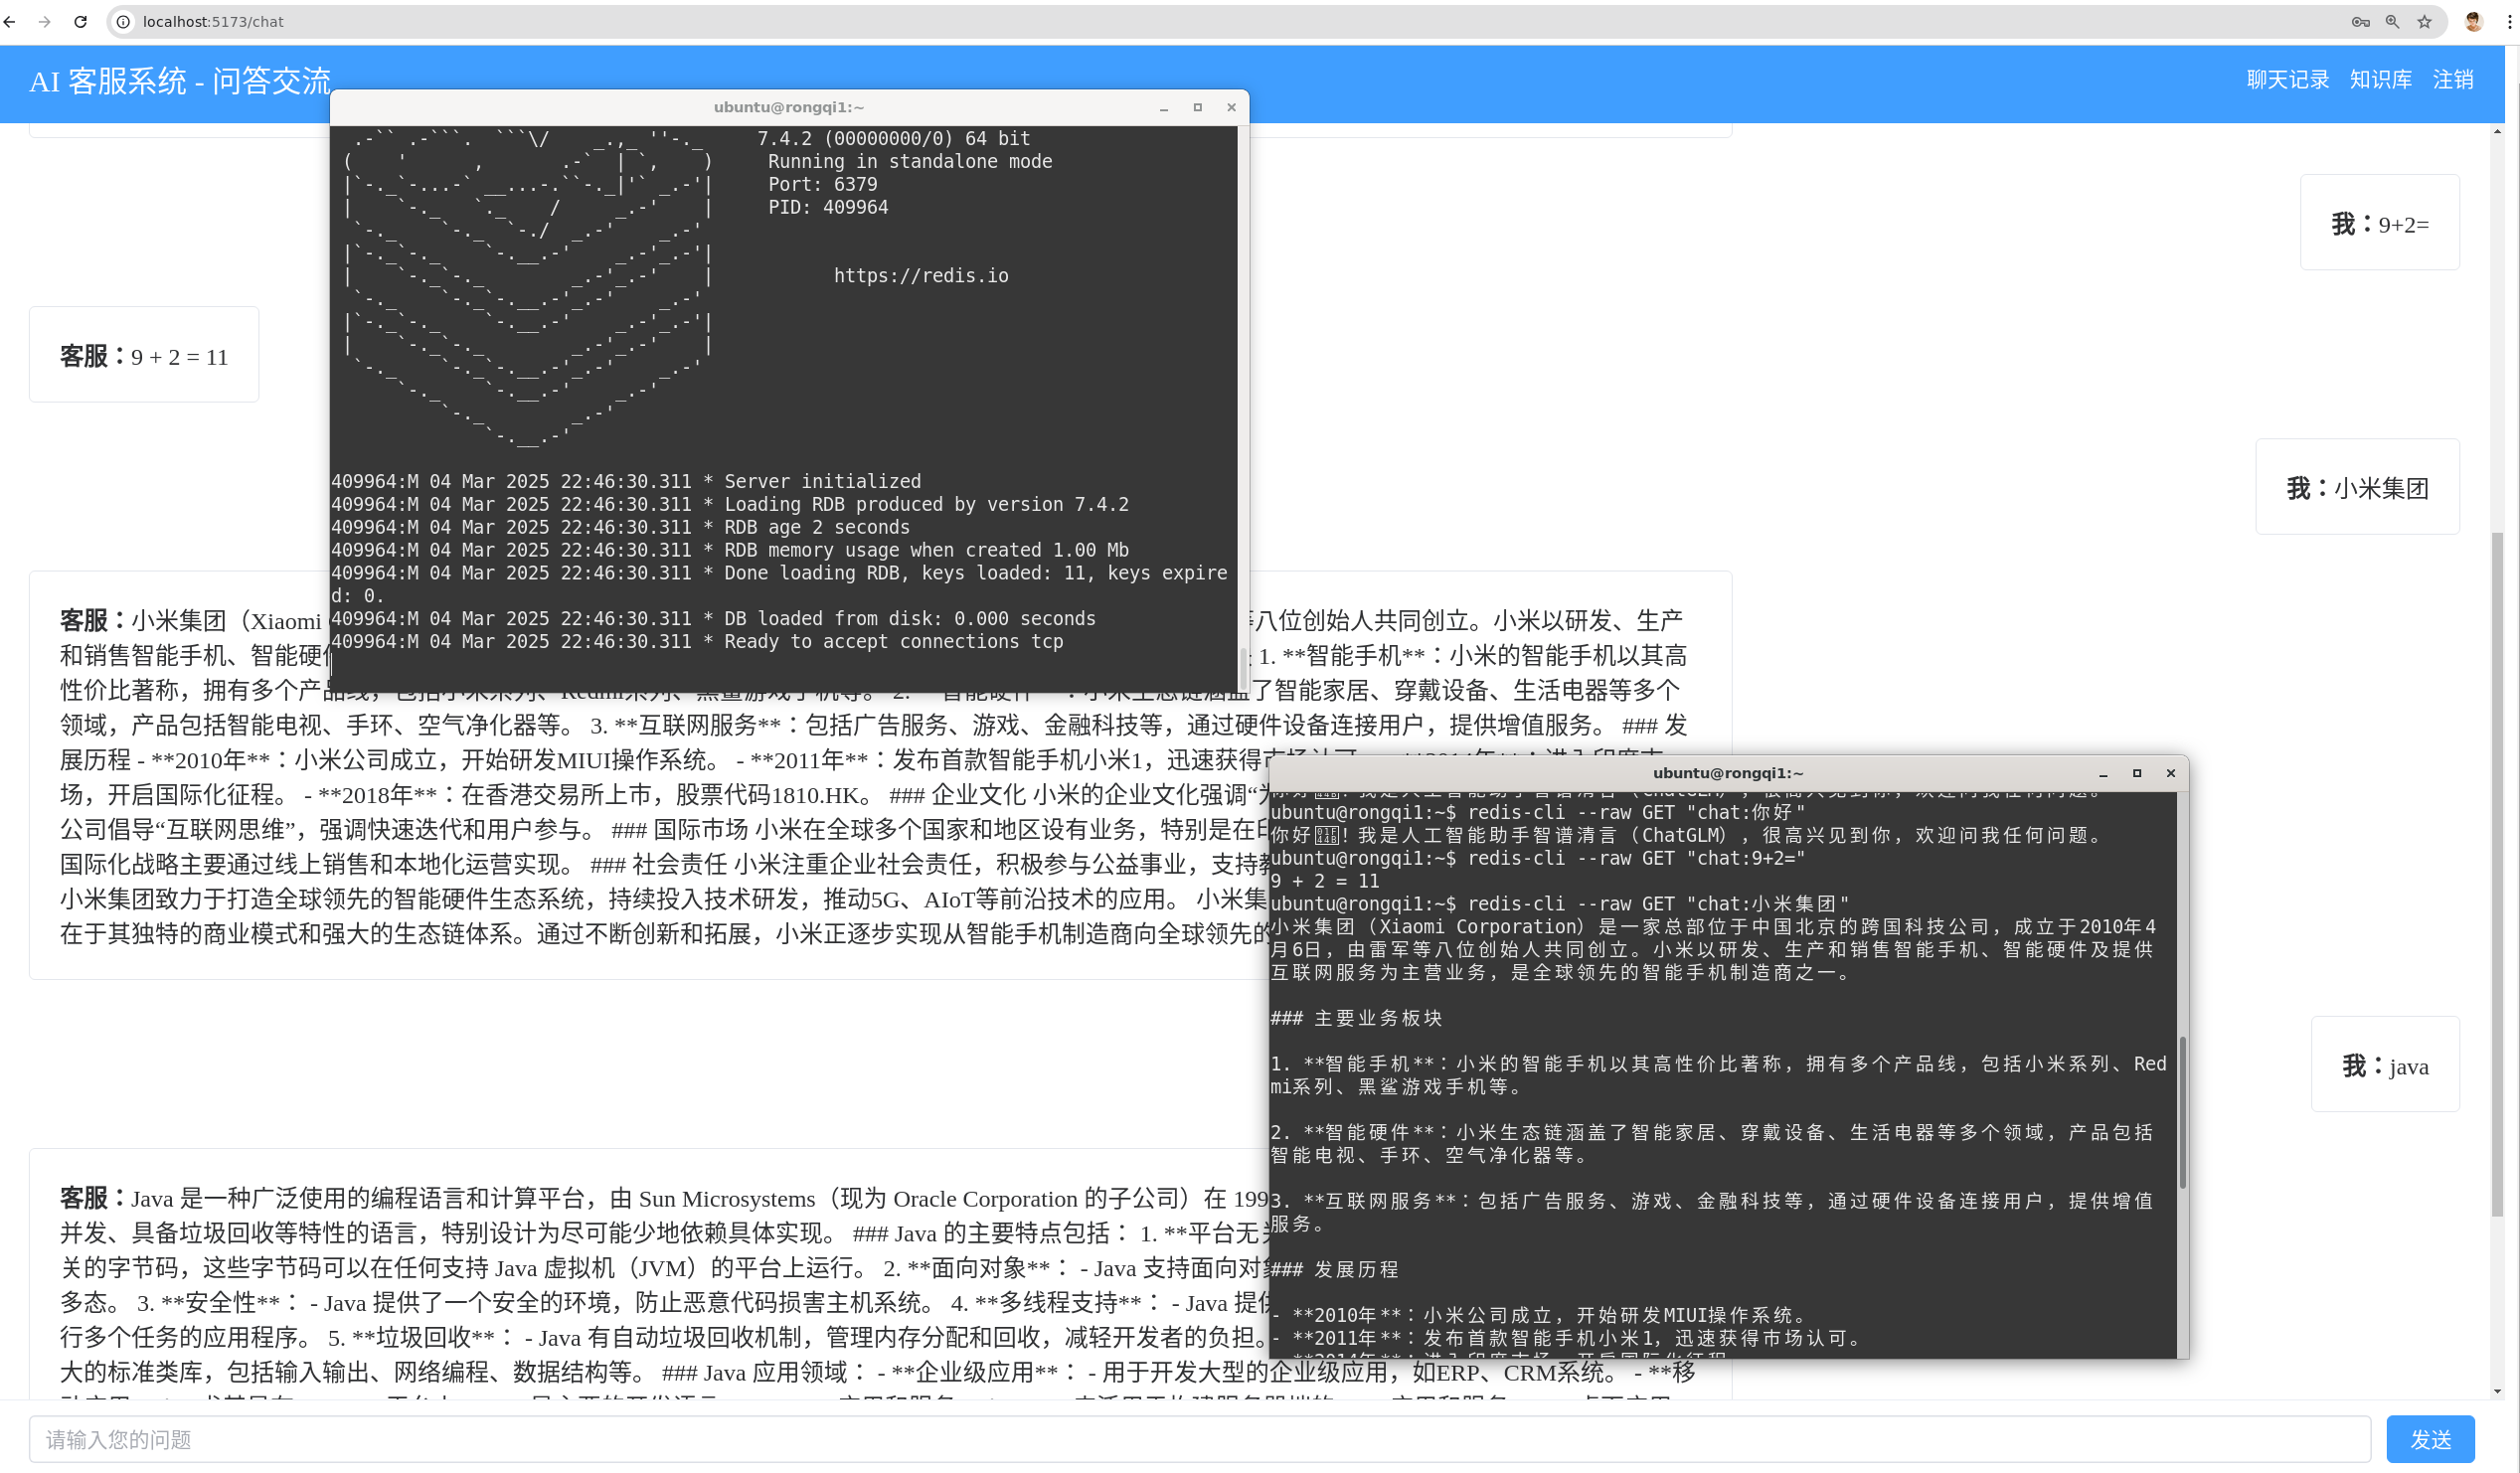 localhost:5173/chat
AI 客服系统 - 问答交流
聊天记录 知识库 注销
我：9+2=
客服：9 + 2 = 11
我：小米集团
客服：小米集团（Xiaomi
八位创始人共同创立。小米以研发、生产
和销售智能手机、智能硬
1. **智能手机**：小米的智能手机以其高
性价比著称，拥有多个产品线，包括小米系列、Redmi系列、黑鲨游戏手机等。 2. **智能硬件**：小米生态链涵盖了智能家居、穿戴设备、生活电器等多个
领域，产品包括智能电视、手环、空气净化器等。 3. **互联网服务**：包括广告服务、游戏、金融科技等，通过硬件设备连接用户，提供增值服务。 ### 发
展历程 - **2010年**：小米公司成立，开始研发MIUI操作系统。 - **2011年**：发布首款智能手机小米1，迅速获得市场认可。 - **2014年**：进入印度市
场，开启国际化征程。 - **2018年**：在香港交易所上市，股票代码1810.HK。 ### 企业文化 小米的企业文化强调“为
公司倡导“互联网思维”，强调快速迭代和用户参与。 ### 国际市场 小米在全球多个国家和地区设有业务，特别是在
国际化战略主要通过线上销售和本地化运营实现。 ### 社会责任 小米注重企业社会责任，积极参与公益事业，支持
小米集团致力于打造全球领先的智能硬件生态系统，持续投入技术研发，推动5G、AIoT等前沿技术的应用。 小米集
在于其独特的商业模式和强大的生态链体系。通过不断创新和拓展，小米正逐步实现从智能手机制造商向全球领先的
我：java
客服：Java 是一种广泛使用的编程语言和计算平台，由 Sun Microsystems（现为 Oracle Corporation 的子公司）在 199
并发、具备垃圾回收等特性的语言，特别设计为尽可能少地依赖具体实现。 ### Java 的主要特点包括： 1. **平台无关
关的字节码，这些字节码可以在任何支持 Java 虚拟机（JVM）的平台上运行。 2. **面向对象**： - Java 支持面向对象
多态。 3. **安全性**： - Java 提供了一个安全的环境，防止恶意代码损害主机系统。 4. **多线程支持**： - Java 提供
行多个任务的应用程序。 5. **垃圾回收**： - Java 有自动垃圾回收机制，管理内存分配和回收，减轻开发者的负担。
大的标准类库，包括输入输出、网络编程、数据结构等。 ### Java 应用领域： - **企业级应用**： - 用于开发大型的企业级应用，如ERP、CRM系统。 - **移
请输入您的问题
发送
ubuntu@rongqi1:~
7.4.2 (00000000/0) 64 bit
Running in standalone mode
Port: 6379
PID: 409964
https://redis.io
409964:M 04 Mar 2025 22:46:30.311 * Server initialized
409964:M 04 Mar 2025 22:46:30.311 * Loading RDB produced by version 7.4.2
409964:M 04 Mar 2025 22:46:30.311 * RDB age 2 seconds
409964:M 04 Mar 2025 22:46:30.311 * RDB memory usage when created 1.00 Mb
409964:M 04 Mar 2025 22:46:30.311 * Done loading RDB, keys loaded: 11, keys expire
d: 0.
409964:M 04 Mar 2025 22:46:30.311 * DB loaded from disk: 0.000 seconds
409964:M 04 Mar 2025 22:46:30.311 * Ready to accept connections tcp
ubuntu@rongqi1:~
ubuntu@rongqi1:~$ redis-cli --raw GET "chat:你好"
你好！我是人工智能助手智谱清言（ChatGLM），很高兴见到你，欢迎问我任何问题。
ubuntu@rongqi1:~$ redis-cli --raw GET "chat:9+2="
9 + 2 = 11
ubuntu@rongqi1:~$ redis-cli --raw GET "chat:小米集团"
小米集团（Xiaomi Corporation）是一家总部位于中国北京的跨国科技公司，成立于2010年4
月6日，由雷军等八位创始人共同创立。小米以研发、生产和销售智能手机、智能硬件及提供
互联网服务为主营业务，是全球领先的智能手机制造商之一。
### 主要业务板块
1. **智能手机**：小米的智能手机以其高性价比著称，拥有多个产品线，包括小米系列、Red
mi系列、黑鲨游戏手机等。
2. **智能硬件**：小米生态链涵盖了智能家居、穿戴设备、生活电器等多个领域，产品包括
智能电视、手环、空气净化器等。
3. **互联网服务**：包括广告服务、游戏、金融科技等，通过硬件设备连接用户，提供增值
服务。
### 发展历程
- **2010年**：小米公司成立，开始研发MIUI操作系统。
- **2011年**：发布首款智能手机小米1，迅速获得市场认可。